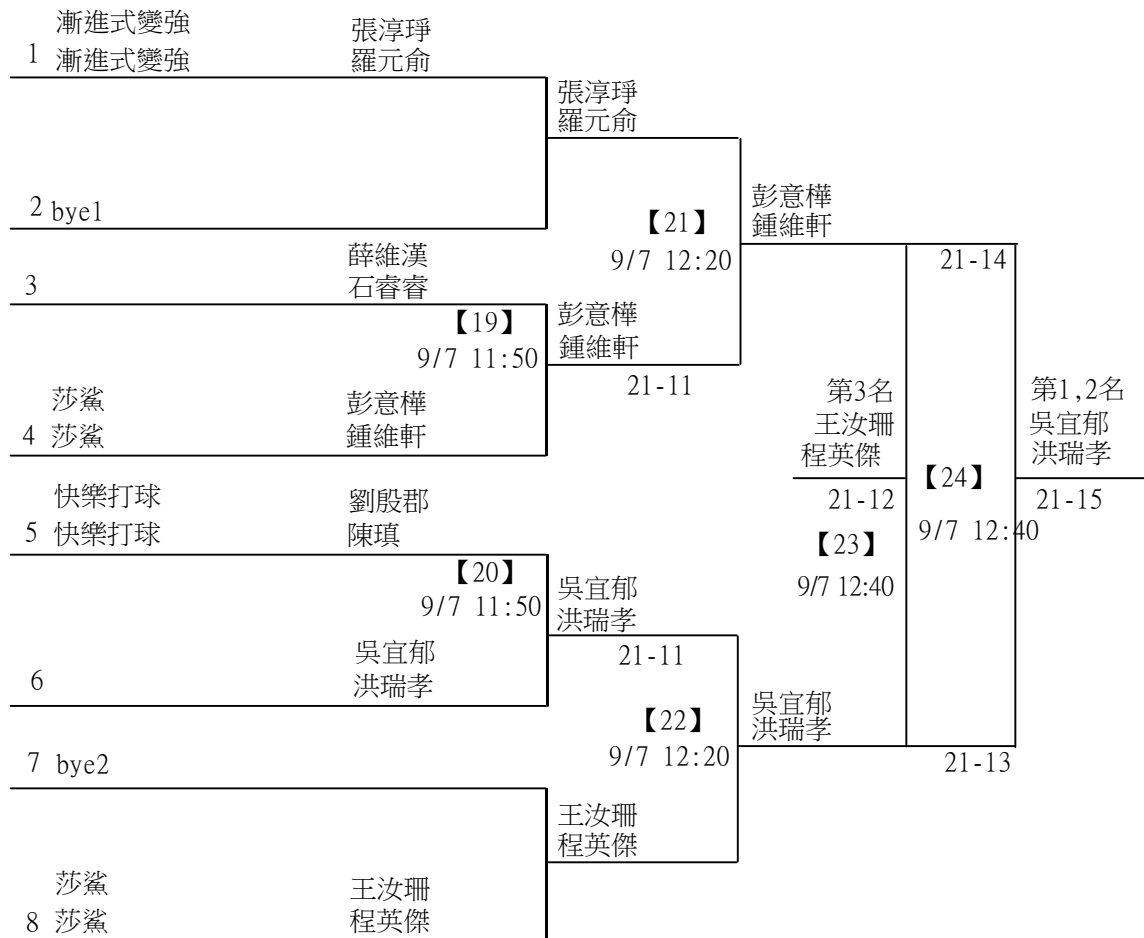 漸進式變強 張淳琤
1 漸進式變強 羅元俞
張淳琤
羅元俞
2 bye1
【21】
9/7 12:20
彭意樺
鍾維軒
21-14
薛維漢
3 石睿睿
【19】
9/7 11:50
彭意樺
鍾維軒
21-11
莎鯊 彭意樺
4 莎鯊 鍾維軒
第3名
王汝珊
程英傑
21-12
【23】
9/7 12:40
【24】
9/7 12:40
第1,2名
吳宜郁
洪瑞孝
21-15
快樂打球 劉殷郡
5 快樂打球 陳瑱
【20】
9/7 11:50
吳宜郁
洪瑞孝
21-11
吳宜郁
6 洪瑞孝
【22】
9/7 12:20
吳宜郁
洪瑞孝
21-13
7 bye2
王汝珊
程英傑
莎鯊 王汝珊
8 莎鯊 程英傑